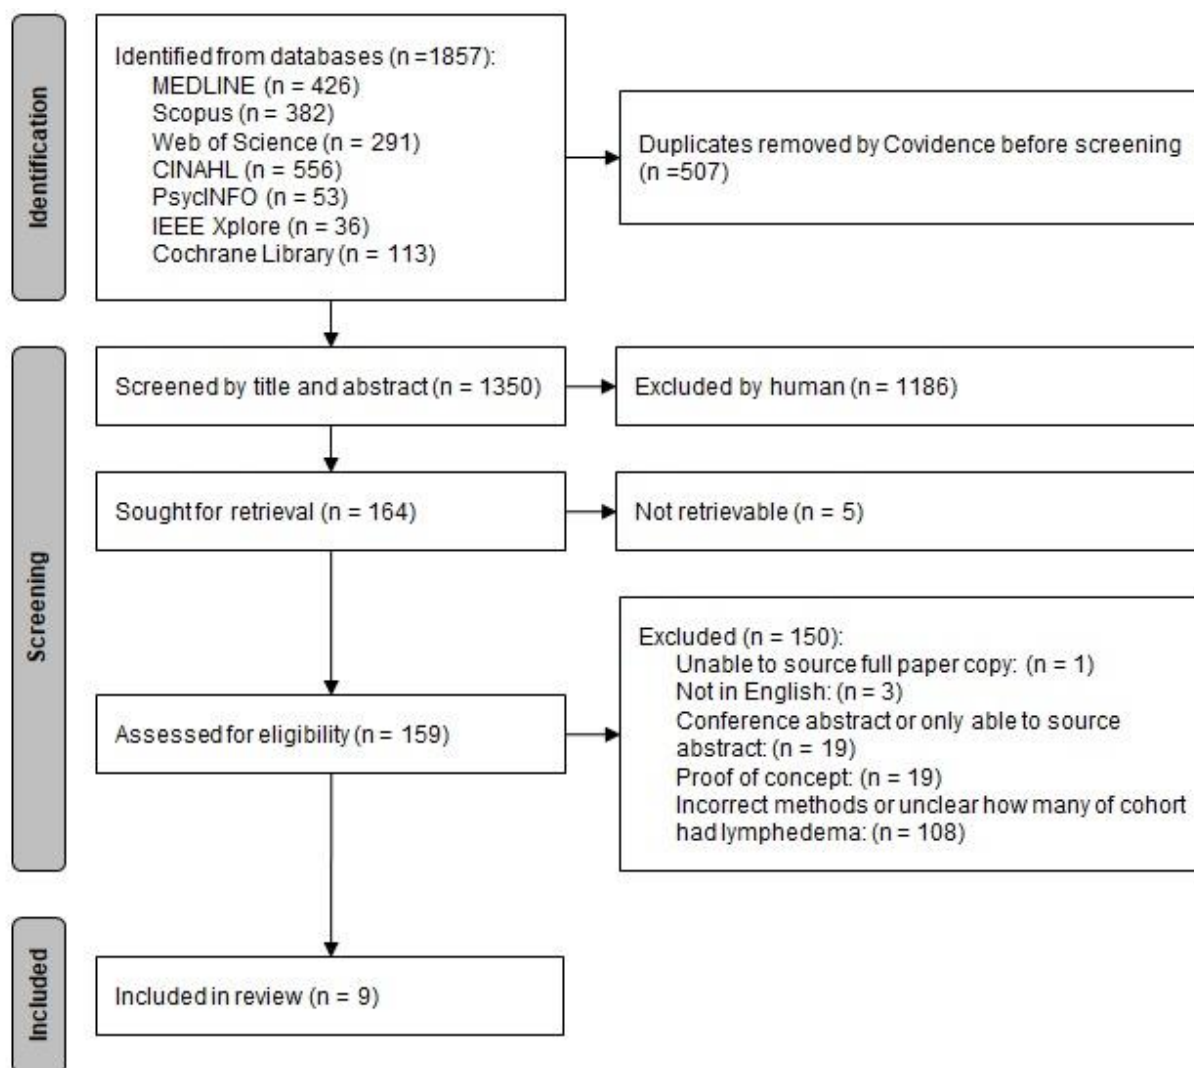 Identification
Identified from databases (n =1857):
MEDLINE (n = 426)
Scopus (n = 382)
Web of Science (n = 291)
CINAHL (n = 556)
PsycINFO (n = 53)
IEEE Xplore (n = 36)
Cochrane Library (n = 113)
Duplicates removed by Covidence before screening
(n =507)
Screening
Screened by title and abstract (n = 1350)
Excluded by human (n = 1186)
Sought for retrieval (n = 164)
Not retrievable (n = 5)
Assessed for eligibility (n = 159)
Excluded (n = 150):
Unable to source full paper copy: (n = 1)
Not in English: (n = 3)
Conference abstract or only able to source
abstract: (n = 19)
Proof of concept: (n = 19)
Incorrect methods or unclear how many of cohort
had lymphedema: (n = 108)
Included
Included in review (n = 9)